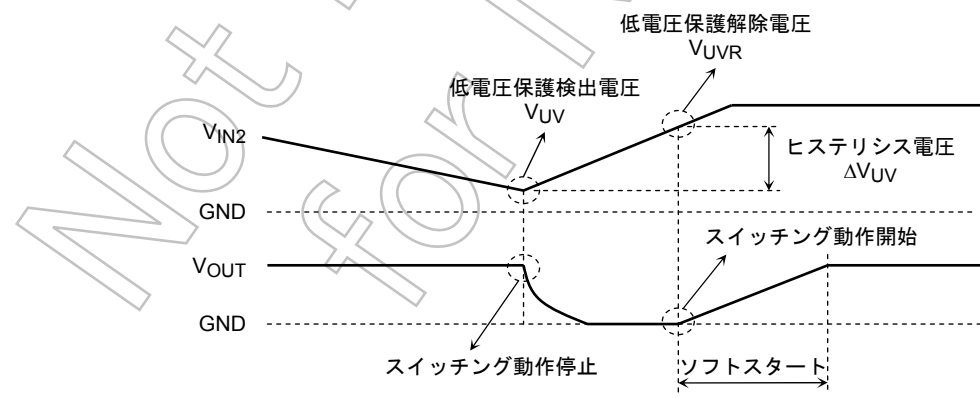 低電圧保護解除電圧
VUVR
低電圧保護検出電圧
VUV
VIN2
ヒステリシス電圧
ΔVUV
GND
スイッチング動作開始
VOUT
GND
スイッチング動作停止
ソフトスタート
Not
for